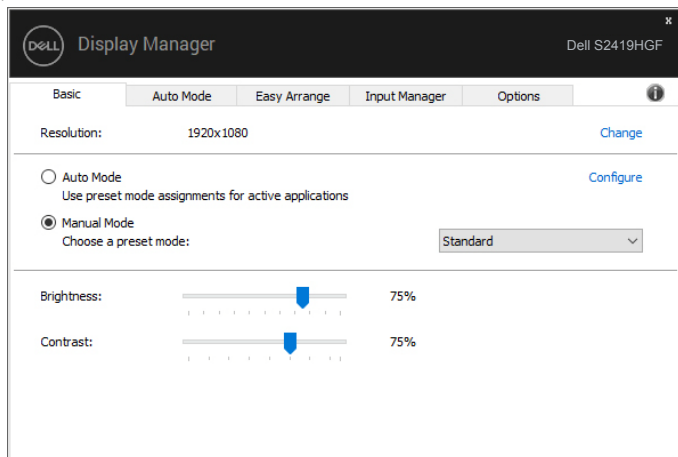 x
DELL Display Manager Dell S2419HGF
Basic Auto Mode Easy Arrange Input Manager Options i
Resolution: 1920x1080 Change
Auto Mode Configure
Use preset mode assignments for active applications
Manual Mode
Choose a preset mode: Standard
Brightness: 75%
Contrast: 75%